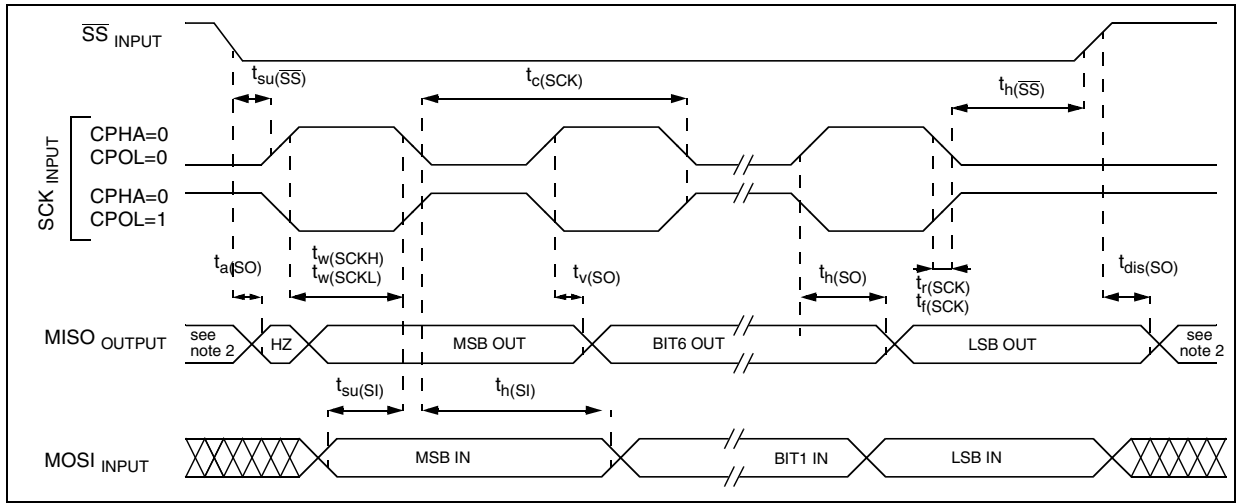 SS INPUT
tsu(SS)
tc(SCK)
th(SS)
SCK INPUT
CPHA=0
CPOL=0
CPHA=0
CPOL=1
ta(SO)
tw(SCKH)
tw(SCKL)
tv(SO)
th(SO)
tr(SCK)
tf(SCK)
tdis(SO)
MISO OUTPUT
see
note 2
HZ
MSB OUT
BIT6 OUT
LSB OUT
see
note 2
tsu(SI)
th(SI)
MOSI INPUT
MSB IN
BIT1 IN
LSB IN